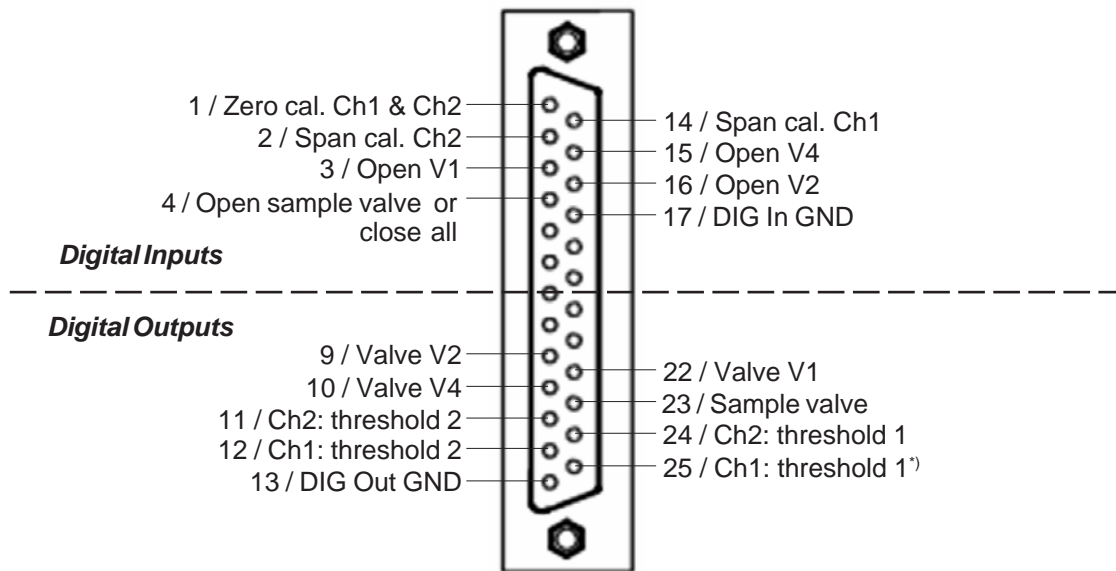 1 / Zero cal. Ch1 & Ch2
2 / Span cal. Ch2
3 / Open V1
4 / Open sample valve or
close all
14 / Span cal. Ch1
15 / Open V4
16 / Open V2
17 / DIG In GND
Digital Inputs
Digital Outputs
9 / Valve V2
10 / Valve V4
11 / Ch2: threshold 2
12 / Ch1: threshold 2
13 / DIG Out GND
22 / Valve V1
23 / Sample valve
24 / Ch2: threshold 1
25 / Ch1: threshold 1*)